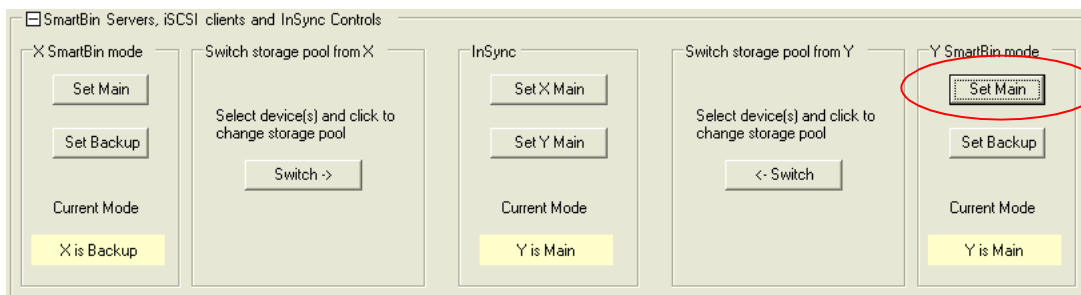 SmartBin Servers, iSCSI clients and InSync Controls
X SmartBin mode
Set Main
Set Backup
Current Mode
X is Backup
Switch storage pool from X
Select device(s) and click to
change storage pool
Switch ->
InSync
Set X Main
Set Y Main
Current Mode
Y is Main
Switch storage pool from Y
Select device(s) and click to
change storage pool
<- Switch
Y SmartBin mode
Set Main
Set Backup
Current Mode
Y is Main